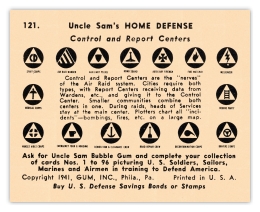 121.
Uncle Sam's HOME DEFENSE
Control and Report Centers
Control and Report Centers are the "nerves"
of the Air Raid system. Cities require both
types, with Report Centers receiving data from
Wardens, etc., and giving it to the Control
Center. Smaller communities combine both
centers in one. During raids, heads of Services
stay at the main center. Plotters chart all "inci-
dents"—bombings, fires, etc. on a large map.
Ask for Uncle Sam Bubble Gum and complete your collection
of cards Nos. 1 to 96 picturing U. S. Soldiers, Sailors,
Marines and Airmen in training to Defend America.
Copyright 1941, GUM, INC., Phila., Pa. Printed in U. S. A.
Buy U. S. Defense Savings Bonds or Stamps